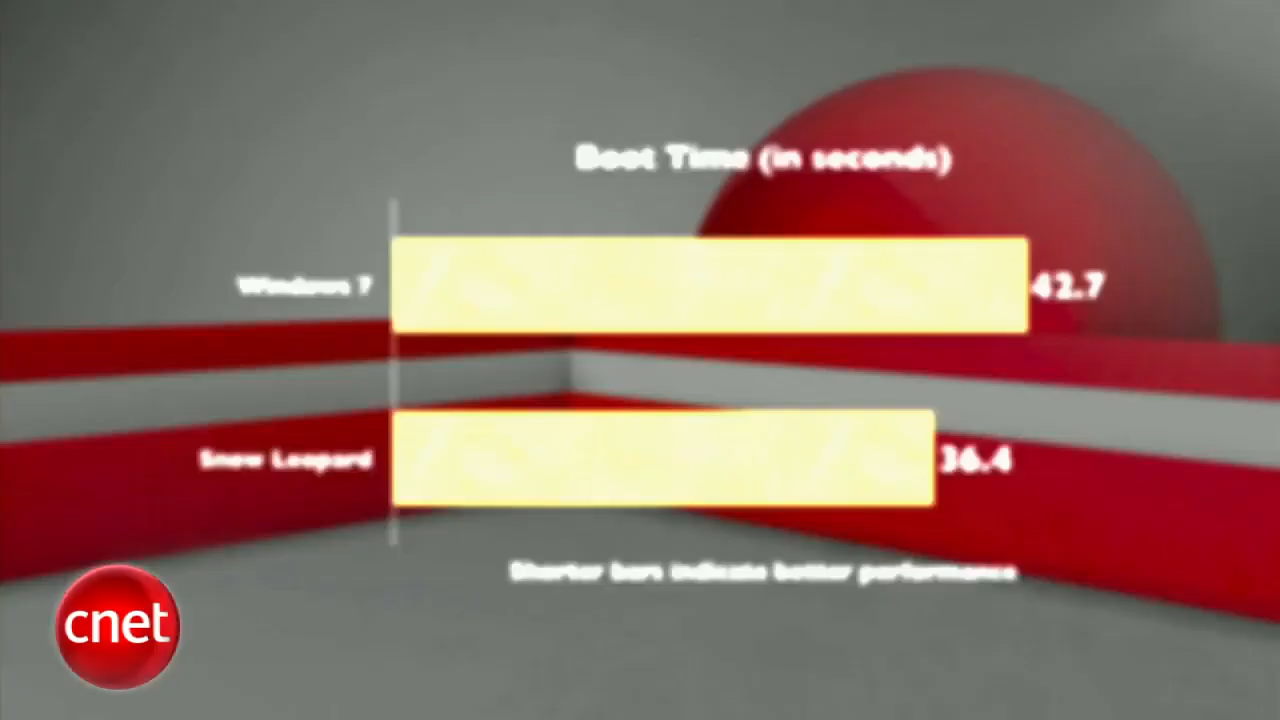 Boot Time (in seconds)
Windows 7
42.7
Snow Leopard
36.4
Shorter bars indicate better performance
cnet